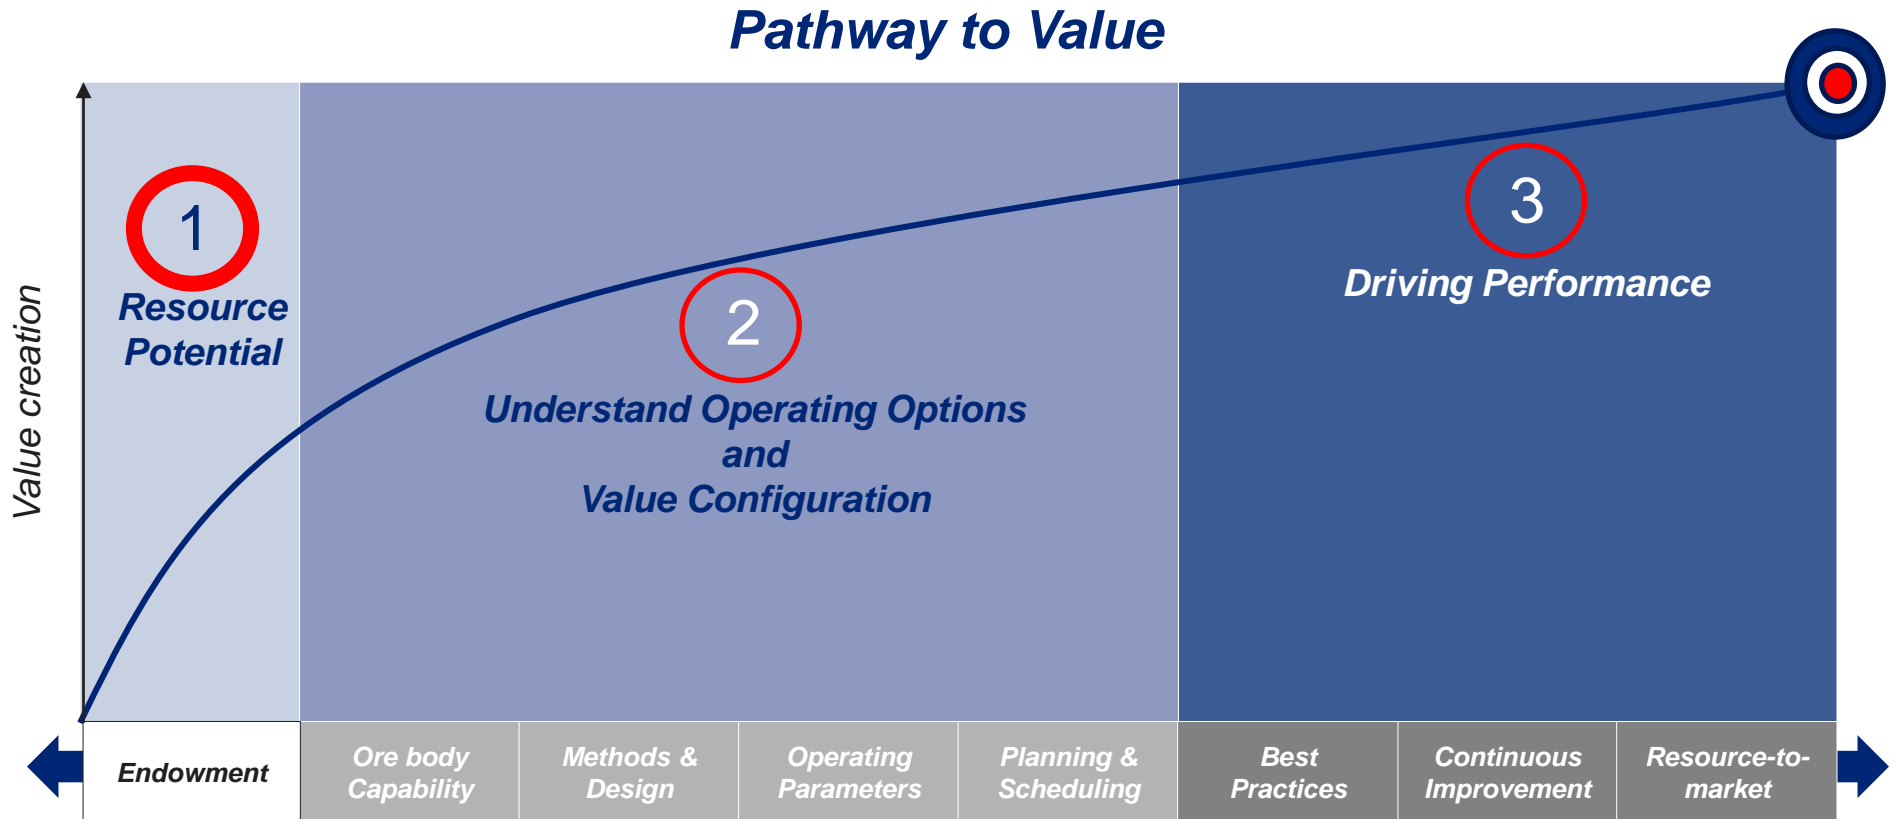 Pathway to Value
Value creation
1
Resource
Potential
2
Understand Operating Options
and
Value Configuration
3
Driving Performance
Endowment
Ore body
Capability
Methods &
Design
Operating
Parameters
Planning &
Scheduling
Best
Practices
Continuous
Improvement
Resource-to-
market